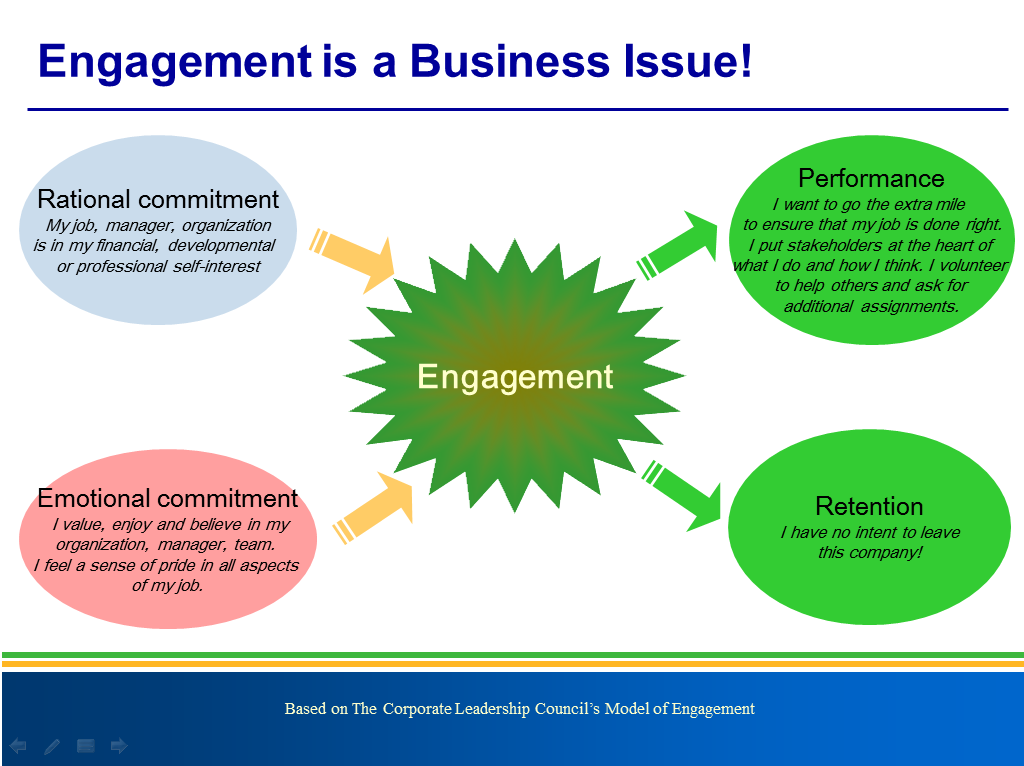 Engagement is a Business Issue!
Rational commitment
My job, manager, organization
is in my financial, developmental
or professional self-interest
Emotional commitment
I value, enjoy and believe in my
organization, manager, team.
I feel a sense of pride in all aspects
of my job.
Engagement
Performance
I want to go the extra mile
to ensure that my job is done right.
I put stakeholders at the heart of
what I do and how I think. I volunteer
to help others and ask for
additional assignments.
Retention
I have no intent to leave
this company!
Based on The Corporate Leadership Council’s Model of Engagement